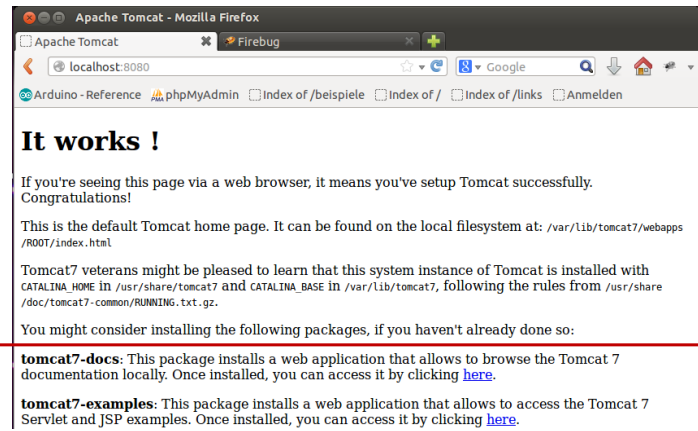 Apache Tomcat - Mozilla Firefox
Apache Tomcat Firebug
localhost:8080 Google
Arduino - Reference phpMyAdmin Index of /beispiele Index of / Index of /links Anmelden
It works !
If you're seeing this page via a web browser, it means you've setup Tomcat successfully.
Congratulations!
This is the default Tomcat home page. It can be found on the local filesystem at: /var/lib/tomcat7/webapps
/ROOT/index.html
Tomcat7 veterans might be pleased to learn that this system instance of Tomcat is installed with
CATALINA_HOME in /usr/share/tomcat7 and CATALINA_BASE in /var/lib/tomcat7, following the rules from /usr/share
/doc/tomcat7-common/RUNNING.txt.gz.
You might consider installing the following packages, if you haven't already done so:
tomcat7-docs: This package installs a web application that allows to browse the Tomcat 7
documentation locally. Once installed, you can access it by clicking here.
tomcat7-examples: This package installs a web application that allows to access the Tomcat 7
Servlet and JSP examples. Once installed, you can access it by clicking here.